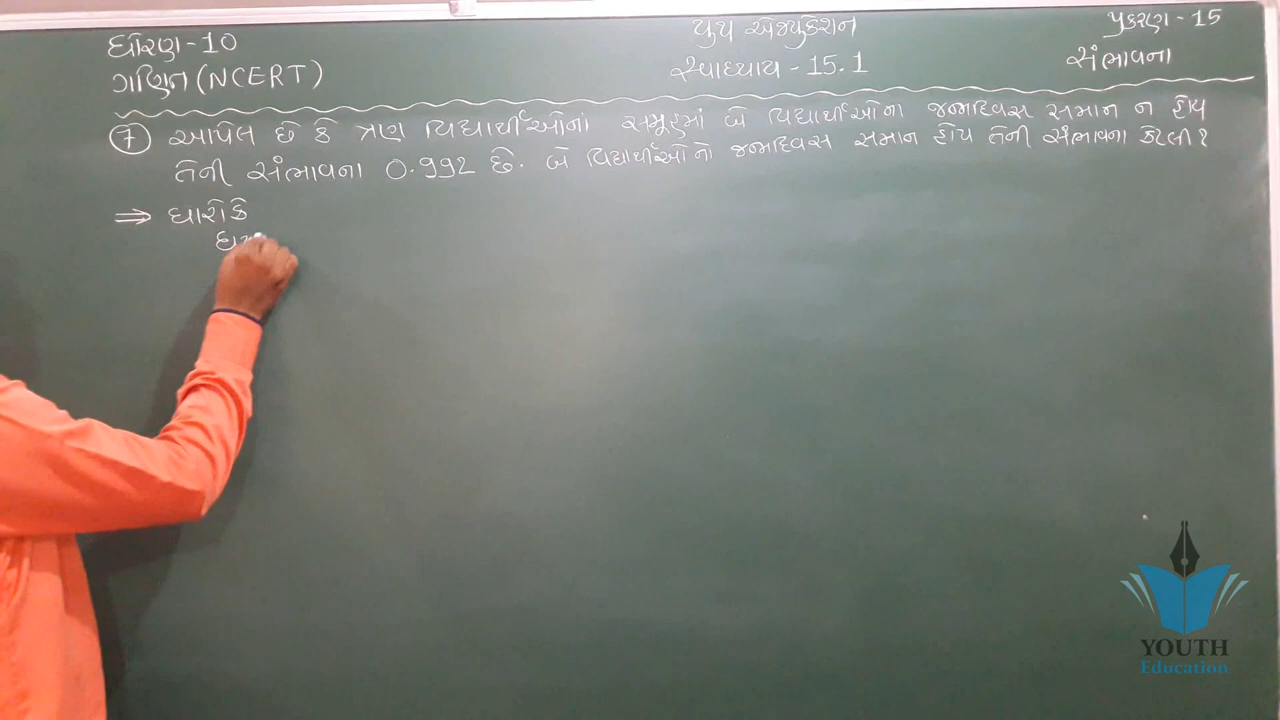 ધોરણ - 10
ગણિત (NCERT)
યુથ એજ્યુકેશન
સ્વાધ્યાય - 15.1
પ્રકરણ - 15
સંભાવના
7 આપેલ છે કે ત્રણ વિદ્યાર્થીઓનાં સમૂહમાં બે વિદ્યાર્થીઓના જન્મદિવસ સમાન ન હોય
તેની સંભાવના 0.992 છે. બે વિદ્યાર્થીઓનો જન્મદિવસ સમાન હોય તેની સંભાવના કેટલી?
⇒ ધારોકે
YOUTH
Education